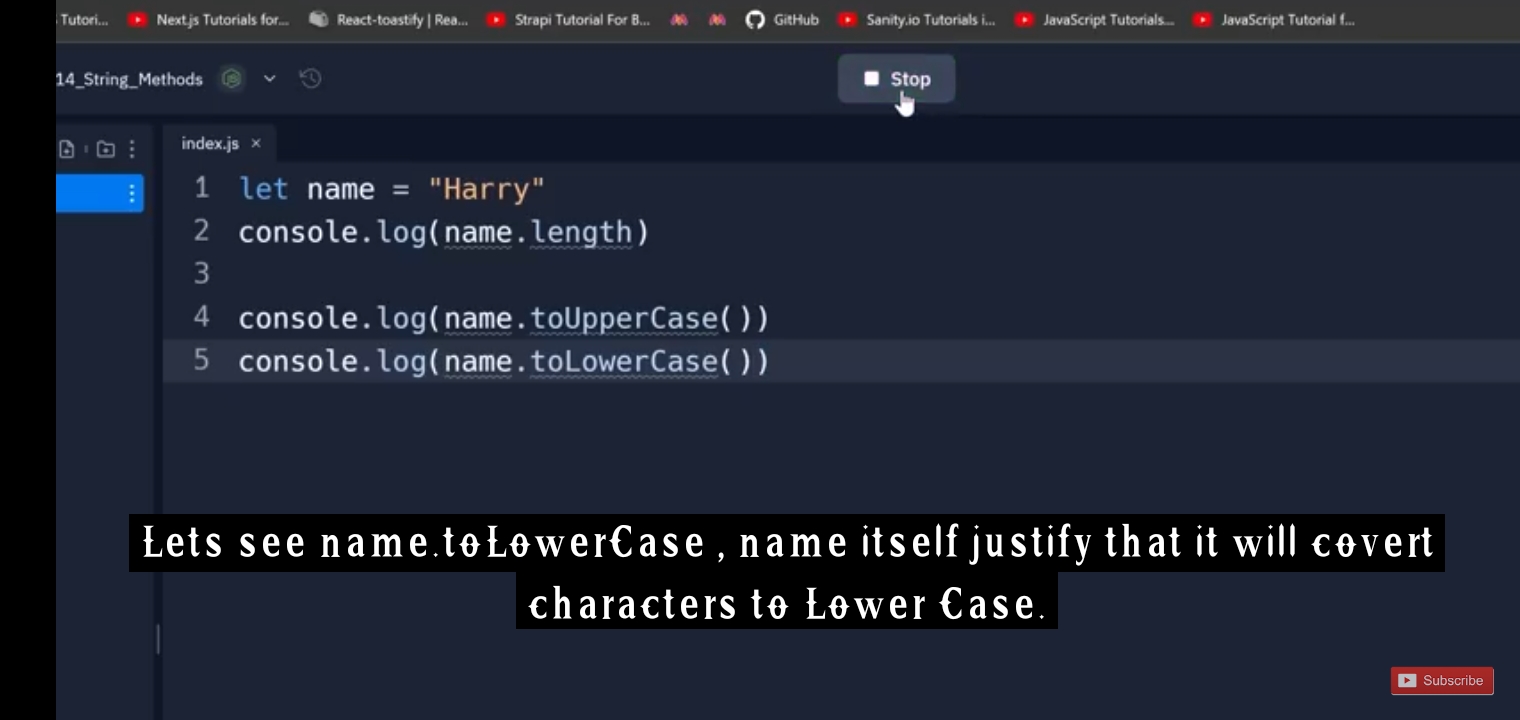 Tutori... Next.js Tutorials for... React-toastify | Rea... Strapi Tutorial For B... GitHub Sanity.io Tutorials i... JavaScript Tutorials... JavaScript Tutorial f...
14_String_Methods Stop
index.js ×
1 let name = "Harry"
2 console.log(name.length)
3
4 console.log(name.toUpperCase())
5 console.log(name.toLowerCase())
Lets see name.toLowerCase , name itself justify that it will covert
characters to Lower Case.
Subscribe